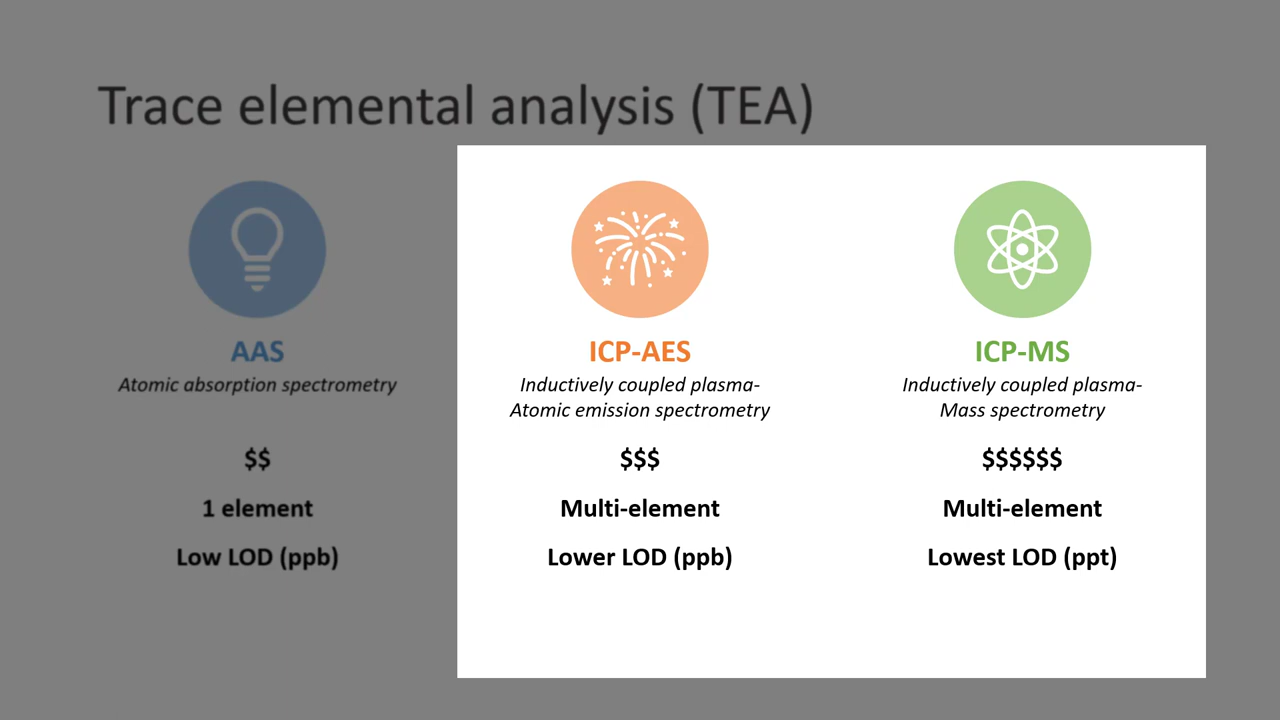 Trace elemental analysis (TEA)
AAS
Atomic absorption spectrometry
$$
1 element
Low LOD (ppb)
ICP-AES
Inductively coupled plasma-
Atomic emission spectrometry
$$$
Multi-element
Lower LOD (ppb)
ICP-MS
Inductively coupled plasma-
Mass spectrometry
$$$$$$
Multi-element
Lowest LOD (ppt)